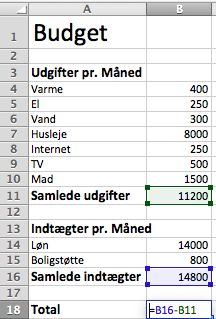 A B
1 Budget
2
3 Udgifter pr. Måned
4 Varme 400
5 El 250
6 Vand 300
7 Husleje 8000
8 Internet 250
9 TV 500
10 Mad 1500
11 Samlede udgifter 11200
12
13 Indtægter pr. Måned
14 Løn 14000
15 Boligstøtte 800
16 Samlede indtægter 14800
17
18 Total =B16-B11